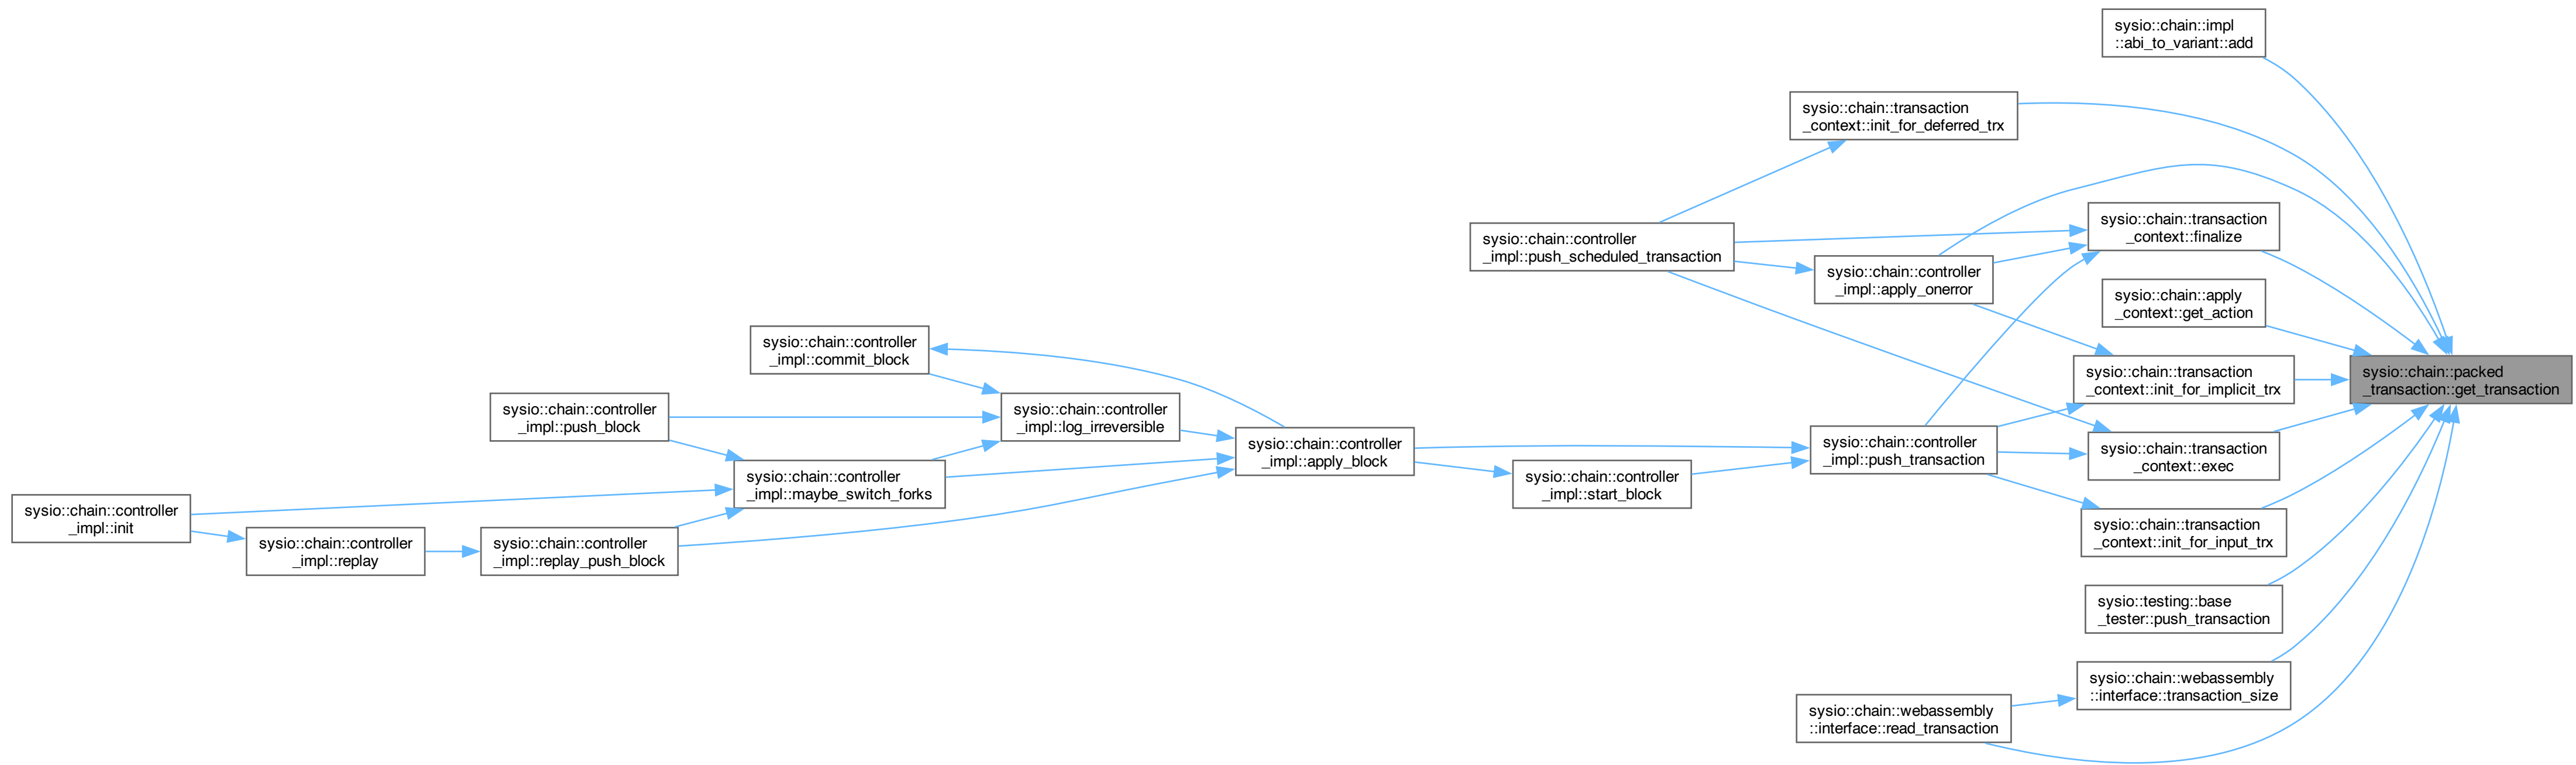 sysio::chain::impl
::abi_to_variant::add
sysio::chain::transaction
_context::init_for_deferred_trx
sysio::chain::transaction
_context::finalize
sysio::chain::controller
_impl::push_scheduled_transaction
sysio::chain::controller
_impl::apply_onerror
sysio::chain::apply
_context::get_action
sysio::chain::controller
_impl::commit_block
sysio::chain::transaction
_context::init_for_implicit_trx
sysio::chain::packed
_transaction::get_transaction
sysio::chain::controller
_impl::push_block
sysio::chain::controller
_impl::log_irreversible
sysio::chain::controller
_impl::apply_block
sysio::chain::controller
_impl::push_transaction
sysio::chain::transaction
_context::exec
sysio::chain::controller
_impl::maybe_switch_forks
sysio::chain::controller
_impl::start_block
sysio::chain::controller
_impl::init
sysio::chain::controller
_impl::replay
sysio::chain::controller
_impl::replay_push_block
sysio::chain::transaction
_context::init_for_input_trx
sysio::testing::base
_tester::push_transaction
sysio::chain::webassembly
::interface::transaction_size
sysio::chain::webassembly
::interface::read_transaction